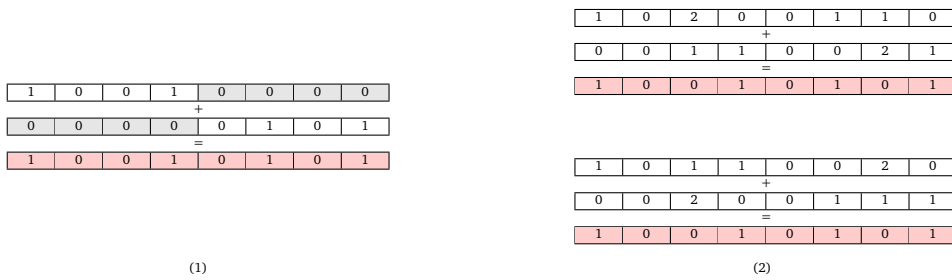 1 0 0 1 0 0 0 0
+
0 0 0 0 0 1 0 1
=
1 0 0 1 0 1 0 1
(1)
1 0 2 0 0 1 1 0
+
0 0 1 1 0 0 2 1
=
1 0 0 1 0 1 0 1
1 0 1 1 0 0 2 0
+
0 0 2 0 0 1 1 1
=
1 0 0 1 0 1 0 1
(2)